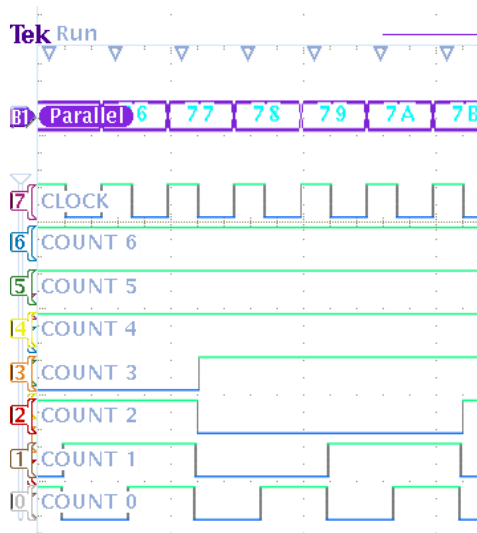 Tek Run
B1 Parallel 6 77 78 79 7A 7B
7 CLOCK
6 COUNT 6
5 COUNT 5
4 COUNT 4
3 COUNT 3
2 COUNT 2
1 COUNT 1
0 COUNT 0